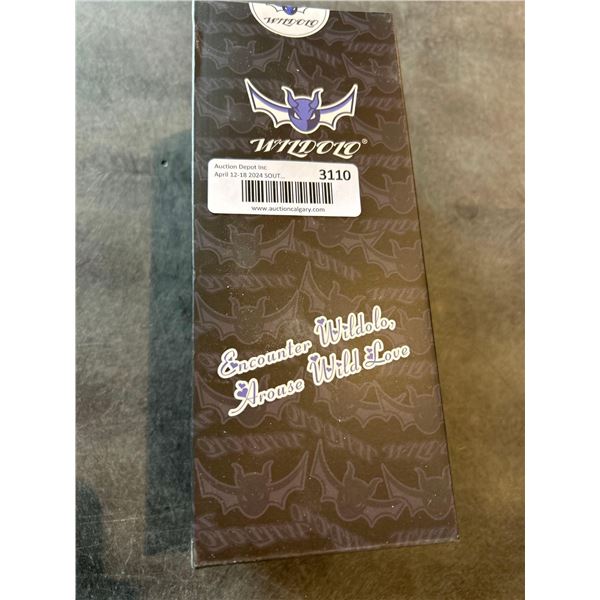 WILDOLO
WILDOLO®
Auction Depot Inc
April 12-18 2024 SOUT...
3110
www.auctioncalgary.com
Encounter Wildolo,
Arouse Wild Love